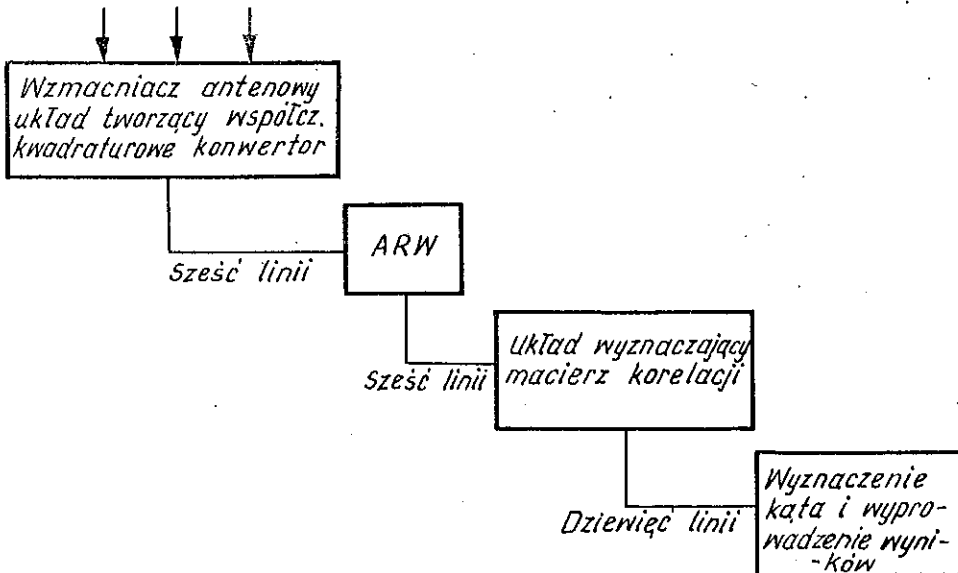 Wzmacniacz antenowy
układ tworzący współcz.
kwadraturowe konwertor
Sześć linii
ARW
Sześć linii
układ wyznaczający
macierz korelacji
Dziewięć linii
Wyznaczenie
kąta i wypro-
wadzenie wyni-
-ków